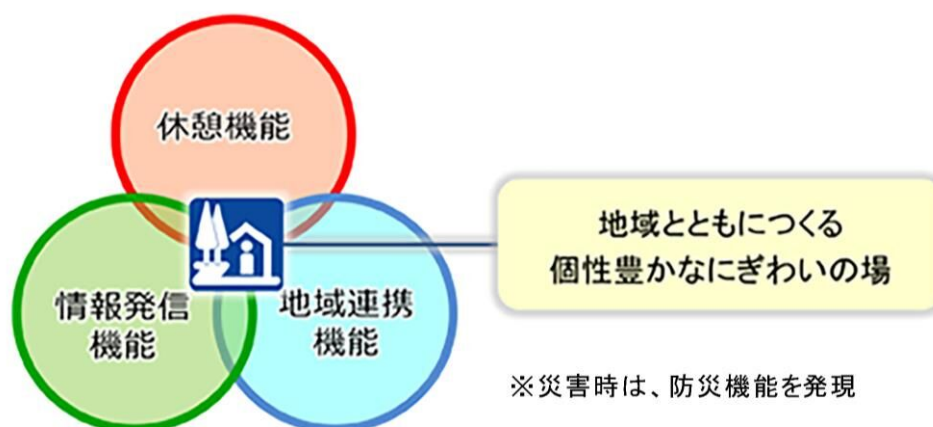 休憩機能
情報発信
機能
地域連携
機能
地域とともにつくる
個性豊かなにぎわいの場
※災害時は、防災機能を発現